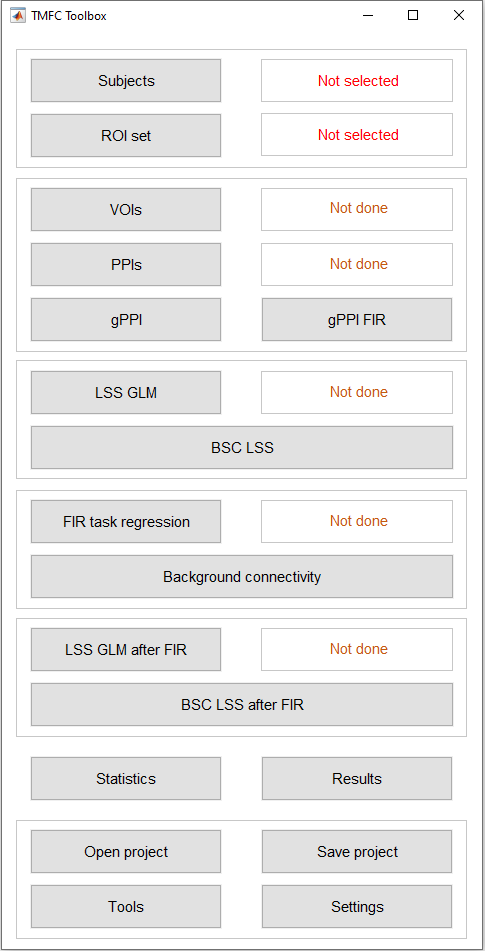 TMFC Toolbox
Subjects
Not selected
ROI set
Not selected
VOIs
Not done
PPIs
Not done
gPPI
gPPI FIR
LSS GLM
Not done
BSC LSS
FIR task regression
Not done
Background connectivity
LSS GLM after FIR
Not done
BSC LSS after FIR
Statistics
Results
Open project
Save project
Tools
Settings